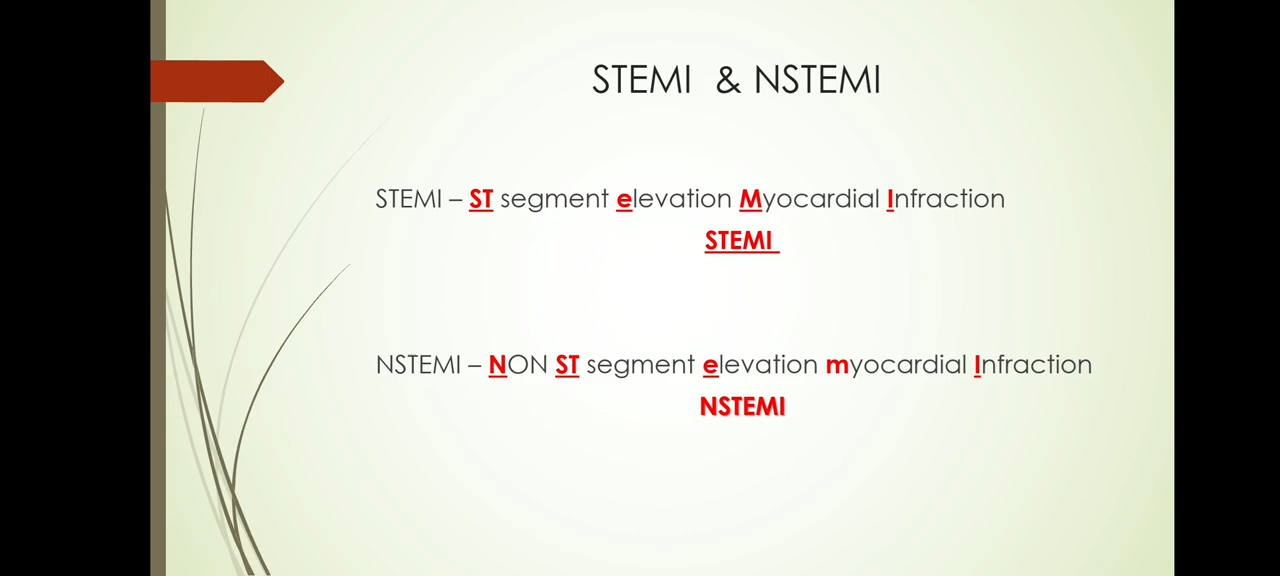 STEMI & NSTEMI
STEMI – ST segment elevation Myocardial Infraction
STEMI
NSTEMI – NON ST segment elevation myocardial Infraction
NSTEMI